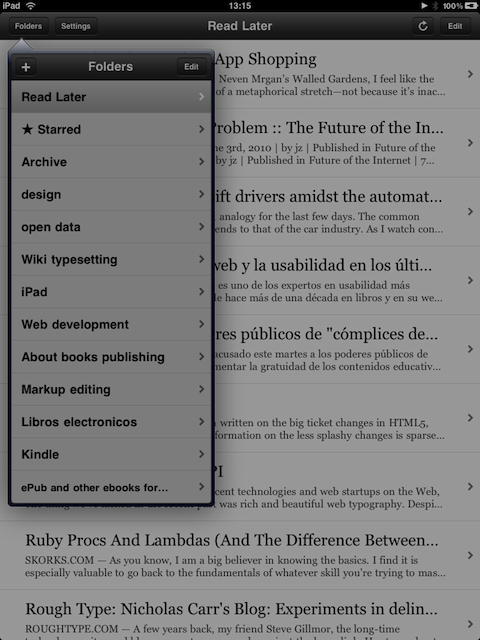 iPad 13:15 100%
Folders Settings Read Later Edit
+ Folders Edit
Read Later
★ Starred
Archive
design
open data
Wiki typesetting
iPad
Web development
About books publishing
Markup editing
Libros electronicos
Kindle
ePub and other ebooks for...
App Shopping
Neven Mrgan's Walled Gardens, I feel like the
of a metaphorical stretch—not because it's inac...
Problem :: The Future of the In...
ne 3rd, 2010 | by jz | Published in Future of the
by jz | Published in Future of the Internet | 7...
ift drivers amidst the automat...
analogy for the last few days. The common
ends to that of the car industry. As I watch con...
web y la usabilidad en los últi...
es uno de los expertos en usabilidad más
de hace más de una década en libros y en su we...
res públicos de "cómplices de...
acusado este martes a los poderes públicos de
mentar la gratuidad de los contenidos educativ...
written on the big ticket changes in HTML5,
formation on the less splashy changes is sparse...
PI
cent technologies and web startups on the Web,
was rich and beautiful web typography. Despi...
Ruby Procs And Lambdas (And The Difference Between...
SKORKS.COM — As you know, I am a big believer in knowing the basics. I find it is
especially valuable to go back to the fundamentals of whatever skill you're trying to mas...
Rough Type: Nicholas Carr's Blog: Experiments in delin...
ROUGHTYPE.COM — A few years back, my friend Steve Gillmor, the long-time